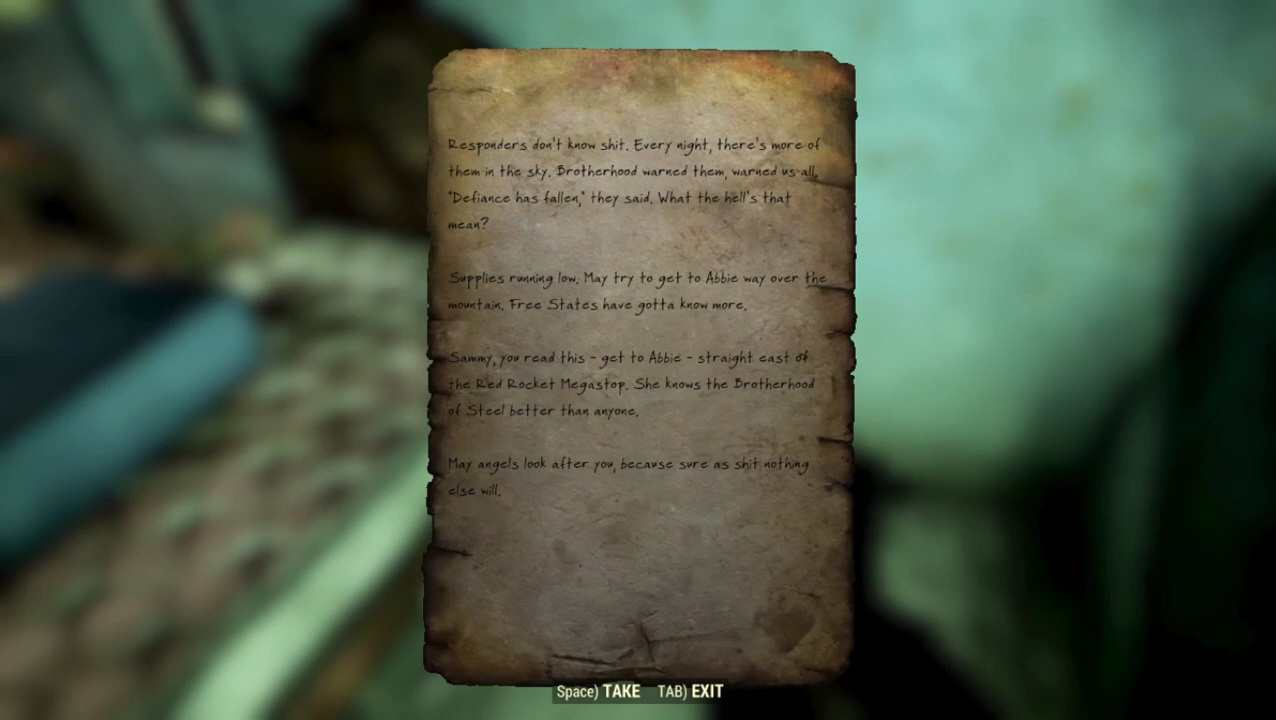 Responders don't know shit. Every night, there's more of
them in the sky. Brotherhood warned them, warned us all.
"Defiance has fallen," they said. What the hell's that
mean?
Supplies running low. May try to get to Abbie way over the
mountain. Free States have gotta know more.
Sammy, you read this - get to Abbie - straight east of
the Red Rocket Megastop. She knows the Brotherhood
of Steel better than anyone.
May angels look after you, because sure as shit nothing
else will.
Space) TAKE TAB) EXIT